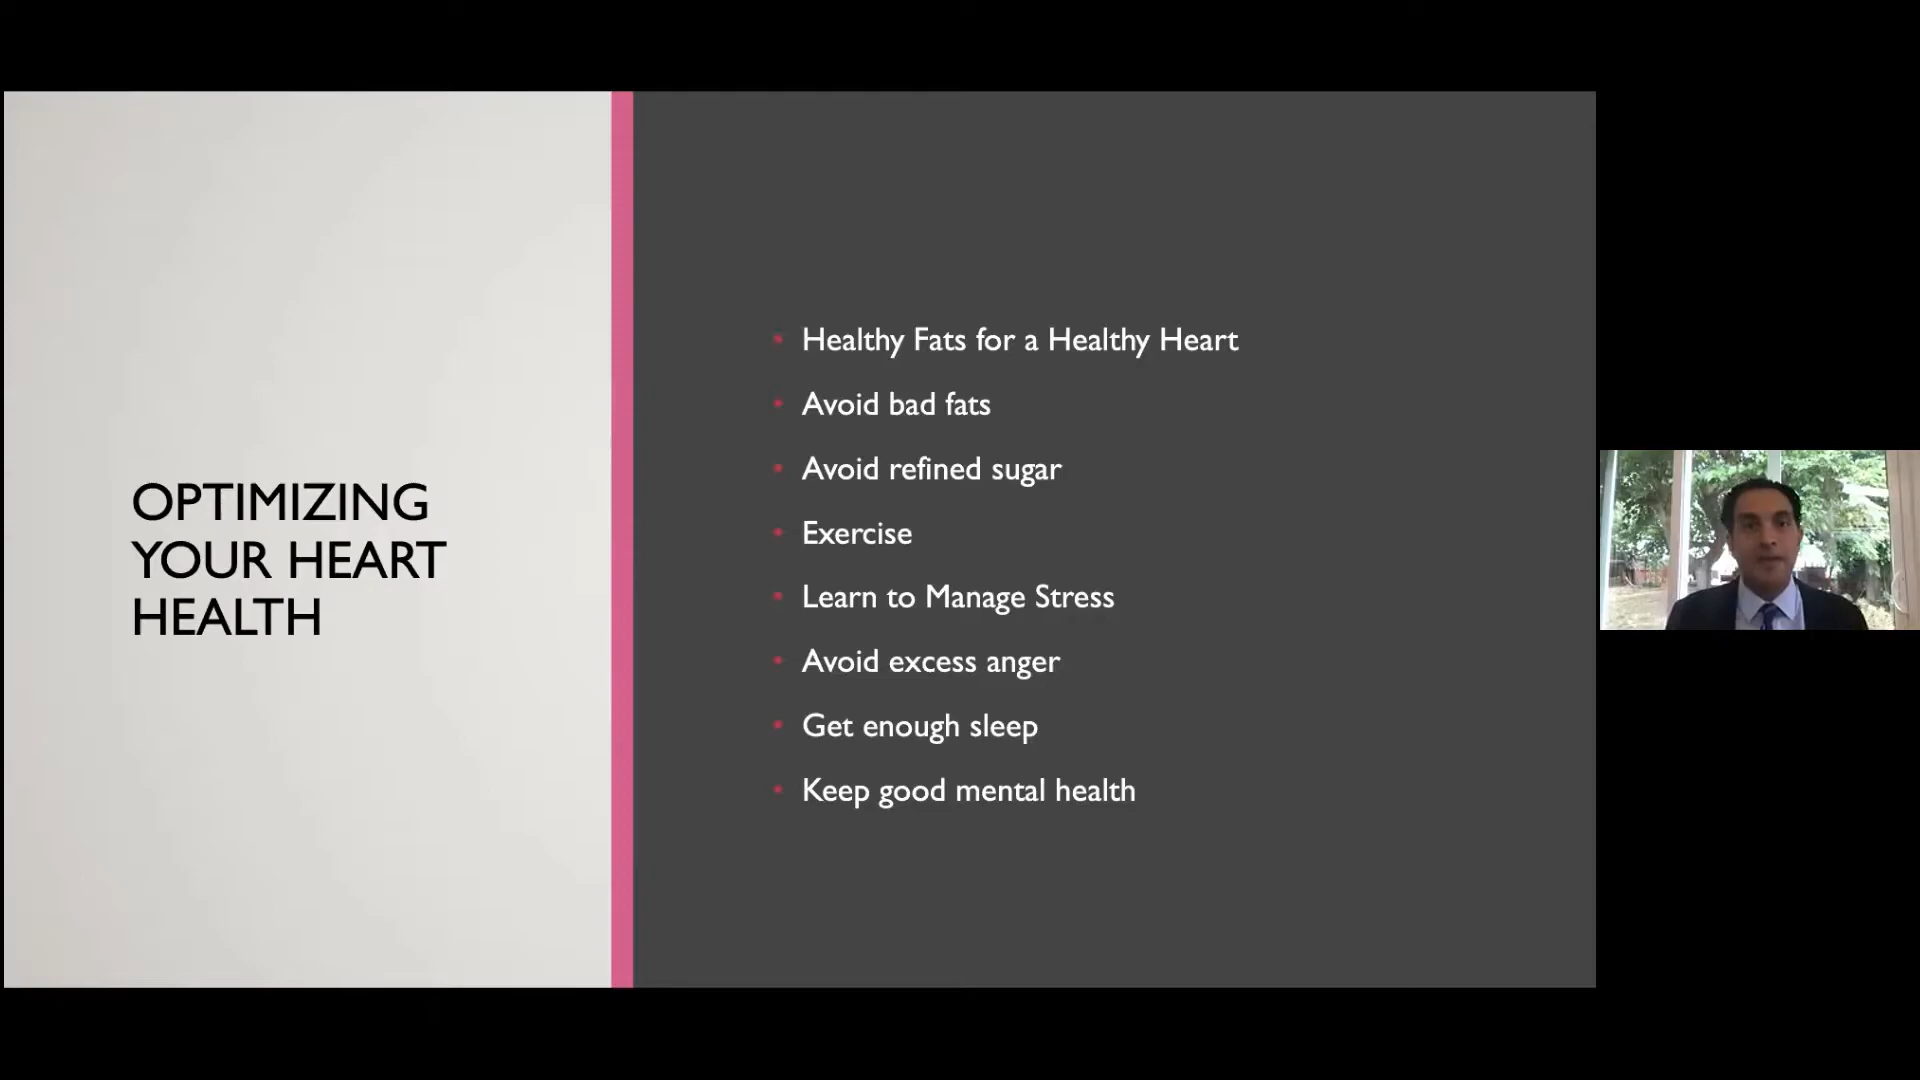 OPTIMIZING
YOUR HEART
HEALTH
• Healthy Fats for a Healthy Heart
• Avoid bad fats
• Avoid refined sugar
• Exercise
• Learn to Manage Stress
• Avoid excess anger
• Get enough sleep
• Keep good mental health